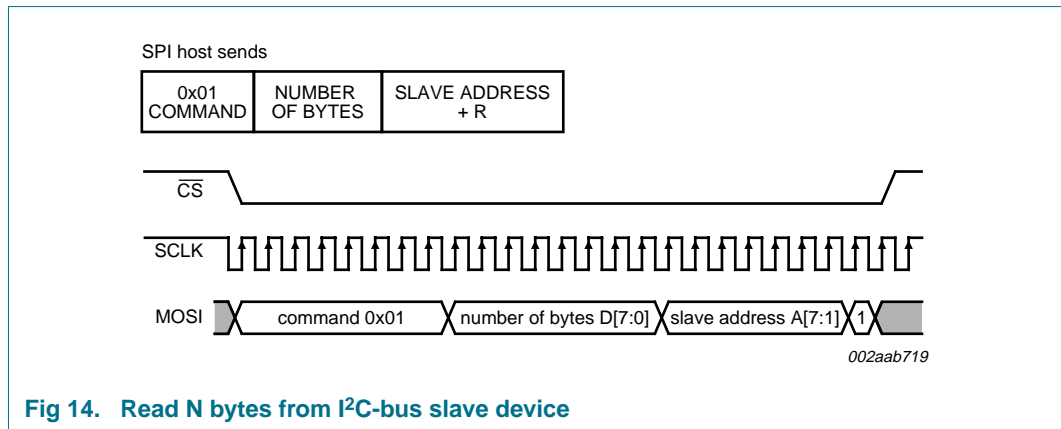 SPI host sends
0x01 COMMAND
NUMBER OF BYTES
SLAVE ADDRESS + R
CS
SCLK
MOSI
command 0x01
number of bytes D[7:0]
slave address A[7:1]
1
002aab719
Fig 14. Read N bytes from I²C-bus slave device